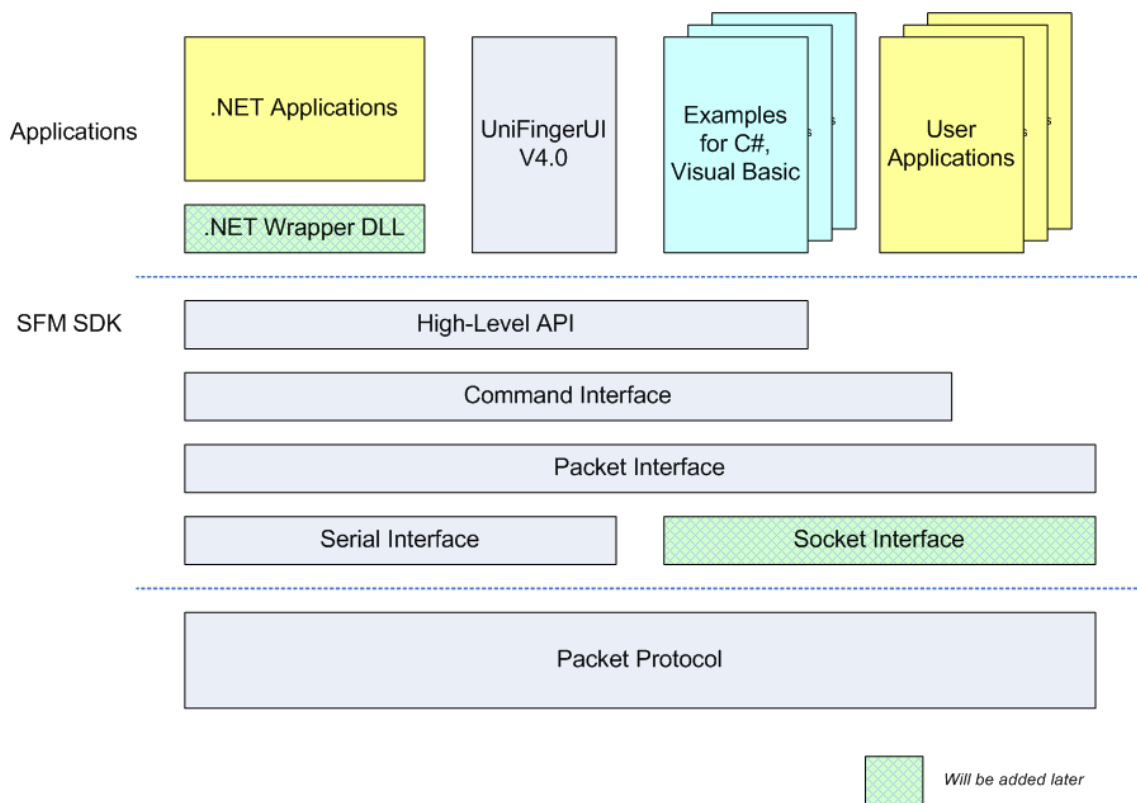 Applications
.NET Applications
.NET Wrapper DLL
UniFingerUI
V4.0
Examples
for C#,
Visual Basic
User
Applications
SFM SDK
High-Level API
Command Interface
Packet Interface
Serial Interface
Socket Interface
Packet Protocol
Will be added later